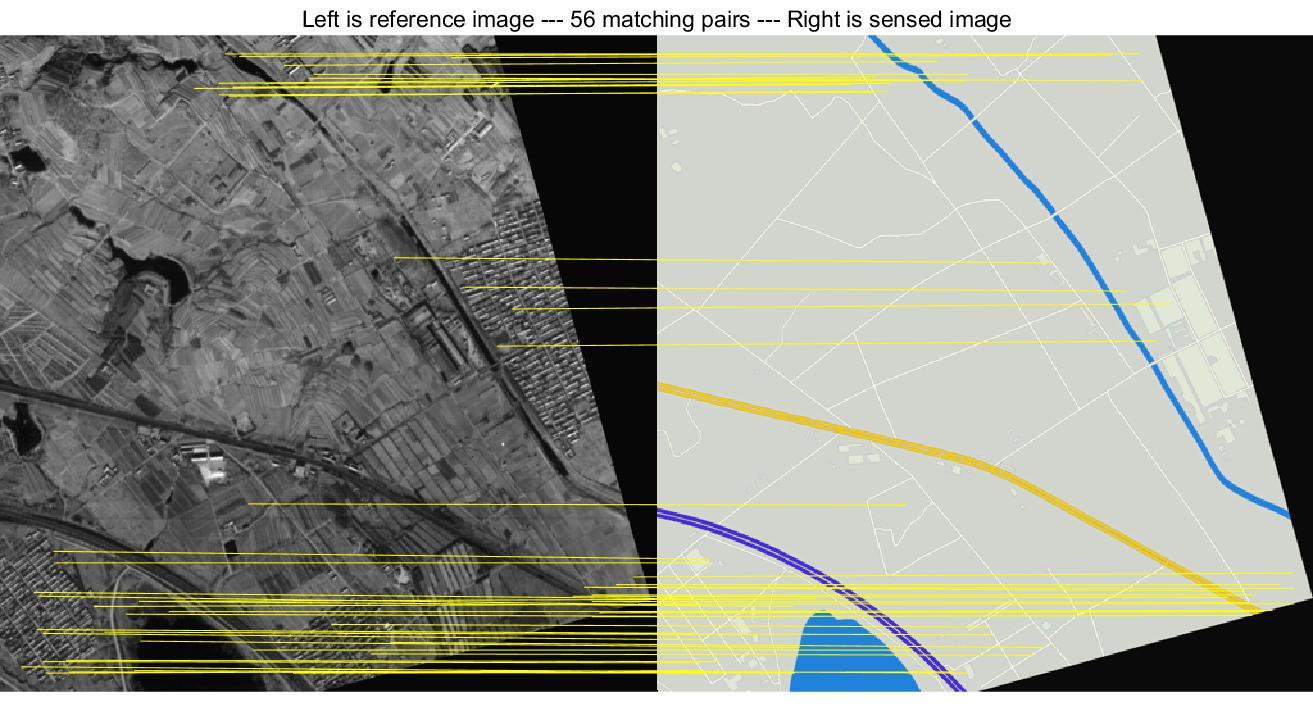 Left is reference image --- 56 matching pairs --- Right is sensed image